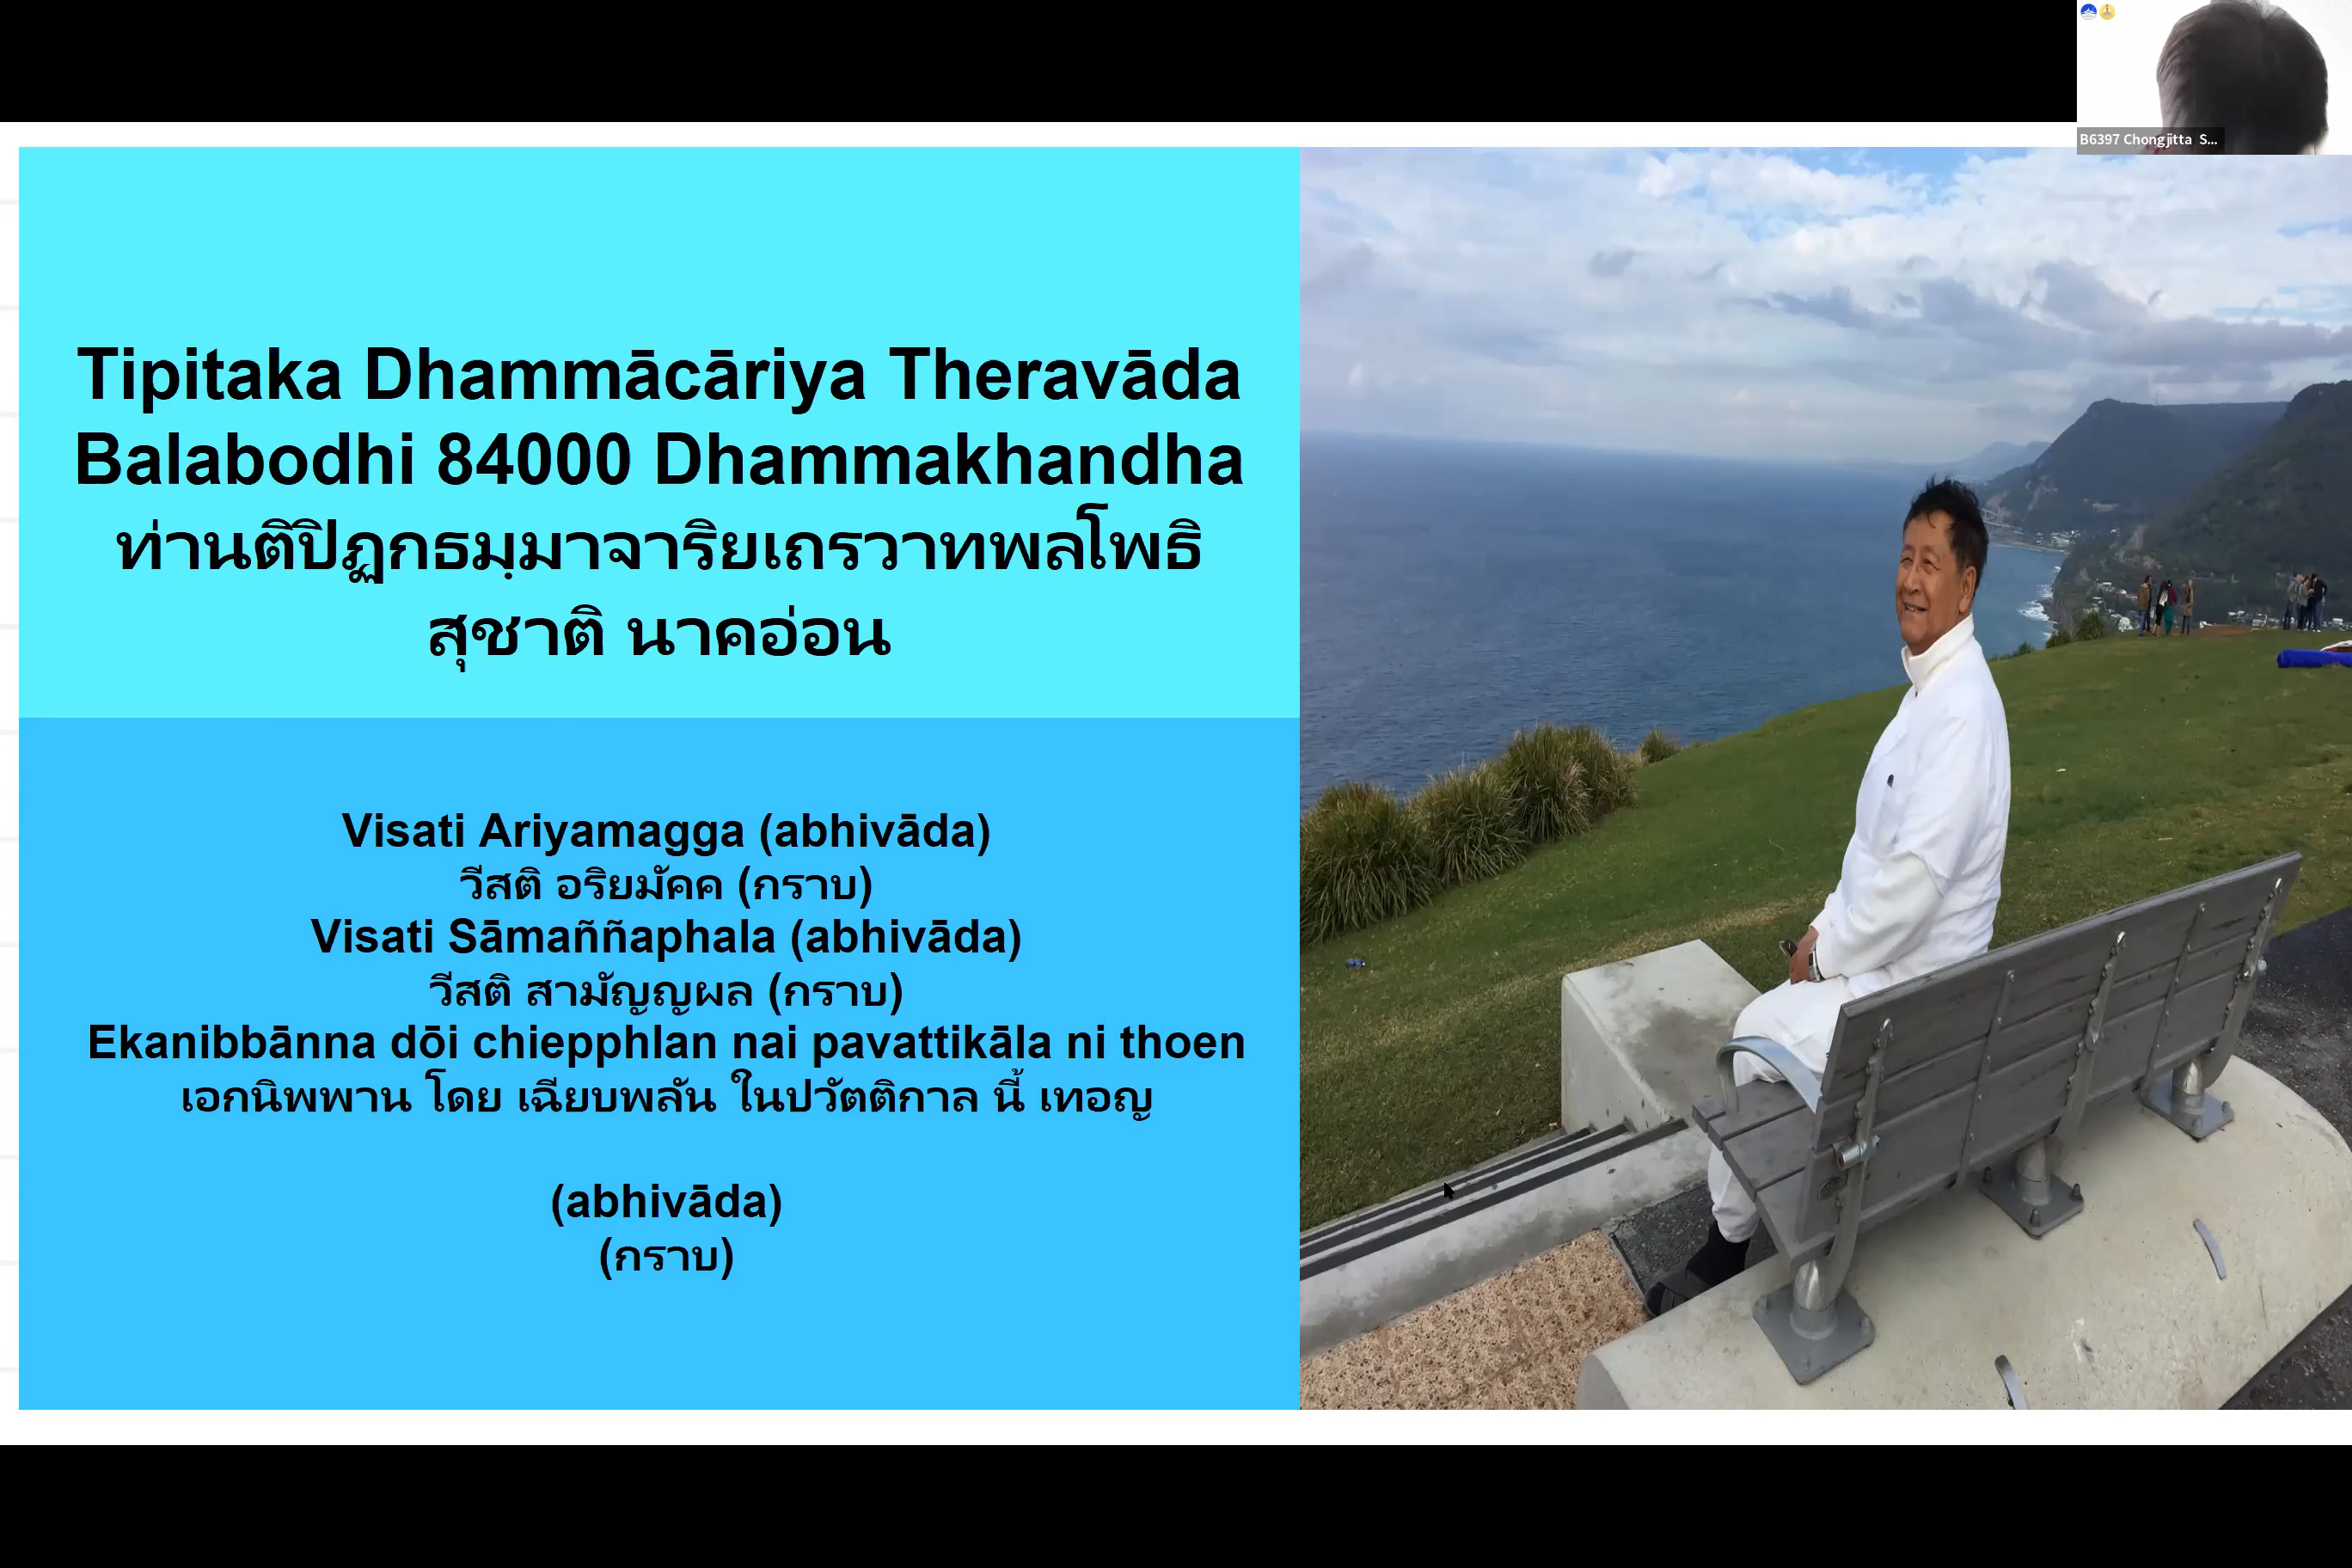 B6397 Chongjitta S...
Tipitaka Dhammācāriya Theravāda
Balabodhi 84000 Dhammakhandha
ท่านติปิฏกธมฺมาจาริยเถรวาทพลโพธิ
สุชาติ นาคอ่อน
Visati Ariyamagga (abhivāda)
วีสติ อริยมัคค (กราบ)
Visati Sāmaññaphala (abhivāda)
วีสติ สามัญญผล (กราบ)
Ekanibbānna dōi chiepphlan nai pavattikāla ni thoen
เอกนิพพาน โดย เฉียบพลัน ในปวัตติกาล นี้ เทอญ
(abhivāda)
(กราบ)